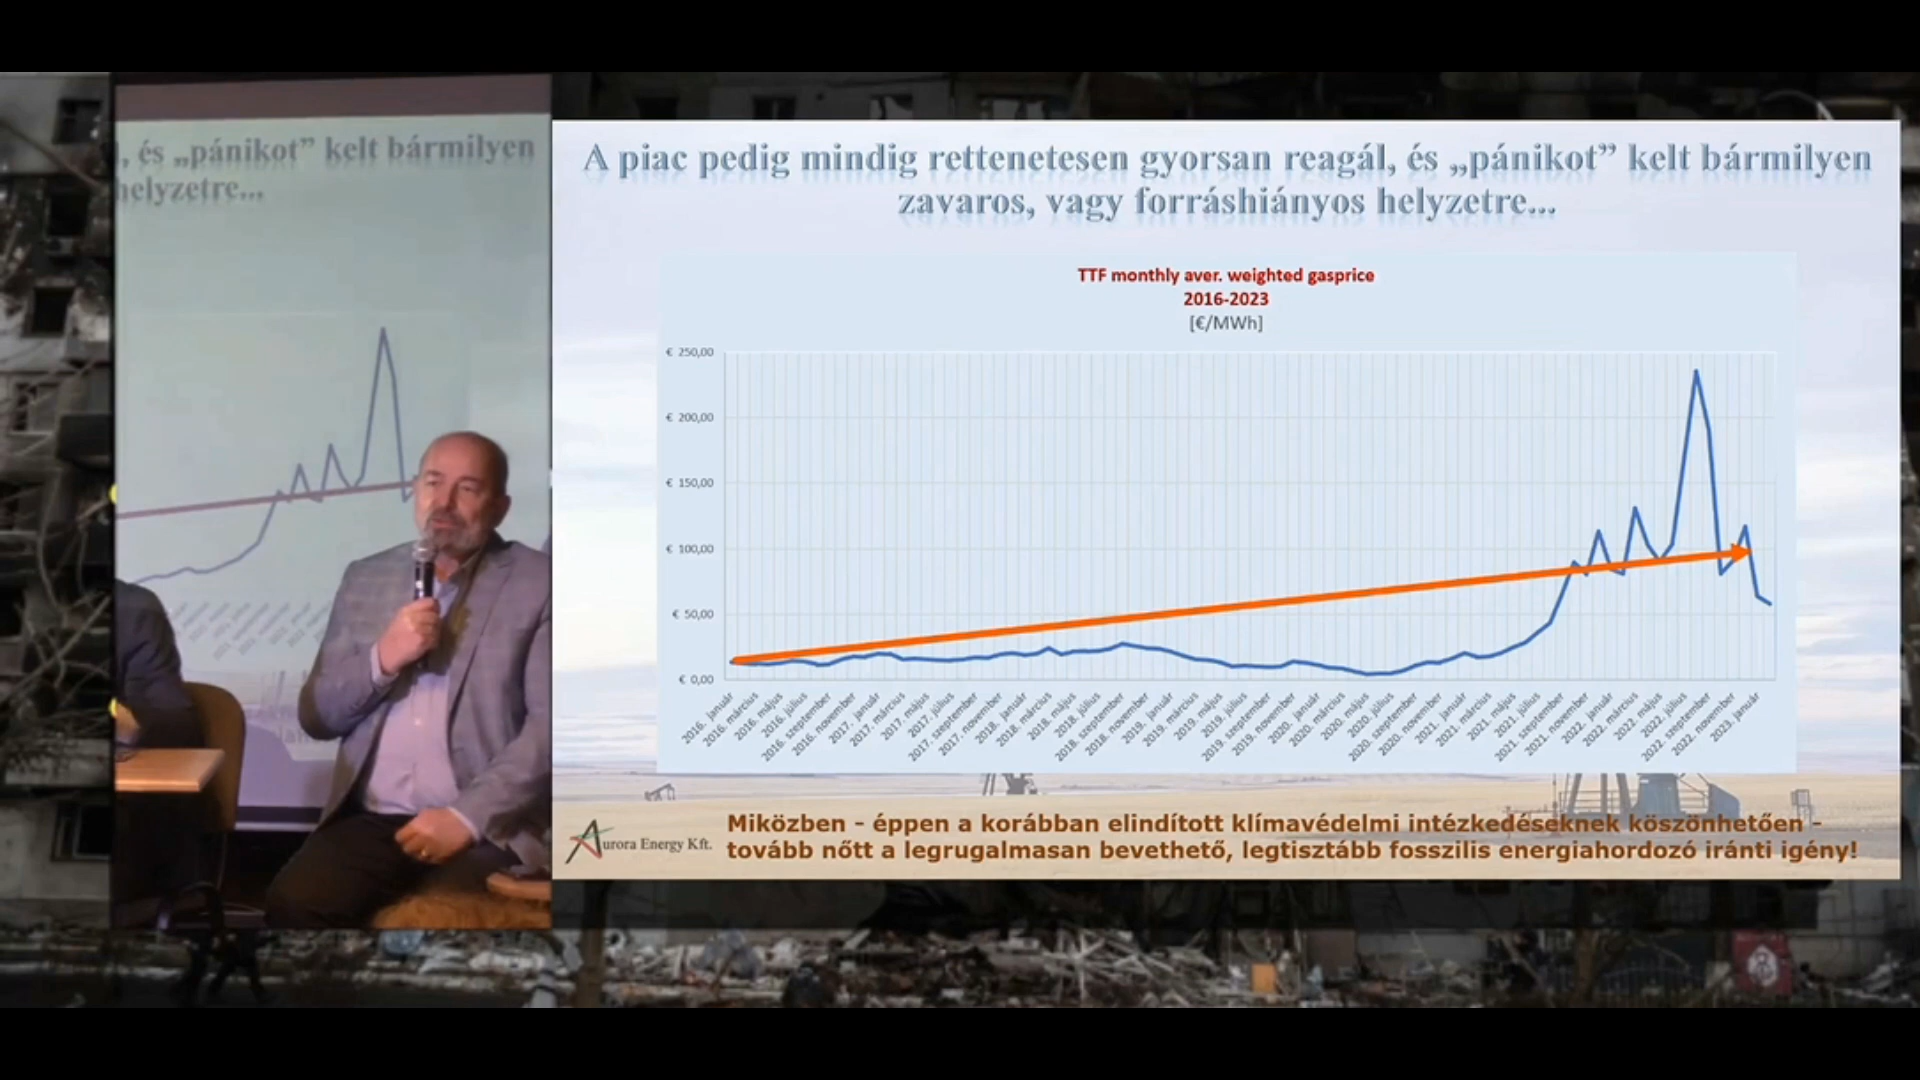 , és „pánikot” kelt bármilyen
helyzetre...
A piac pedig mindig rettenetesen gyorsan reagál, és „pánikot” kelt bármilyen
zavaros, vagy forráshiányos helyzetre...
TTF monthly aver. weighted gasprice
2016-2023
[€/MWh]
€ 250,00
€ 200,00
€ 150,00
€ 100,00
€ 50,00
€ 0,00
2016. január
2016. március
2016. május
2016. július
2016. szeptember
2016. november
2017. január
2017. március
2017. május
2017. július
2017. szeptember
2017. november
2018. január
2018. március
2018. május
2018. július
2018. szeptember
2018. november
2019. január
2019. március
2019. május
2019. július
2019. szeptember
2019. november
2020. január
2020. március
2020. május
2020. július
2020. szeptember
2020. november
2021. január
2021. március
2021. május
2021. július
2021. szeptember
2021. november
2022. január
2022. március
2022. május
2022. július
2022. szeptember
2022. november
2023. január
Aurora Energy Kft.
Miközben - éppen a korábban elindított klímavédelmi intézkedéseknek köszönhetően -
tovább nőtt a legrugalmasan bevethető, legtisztább fosszilis energiahordozó iránti igény!